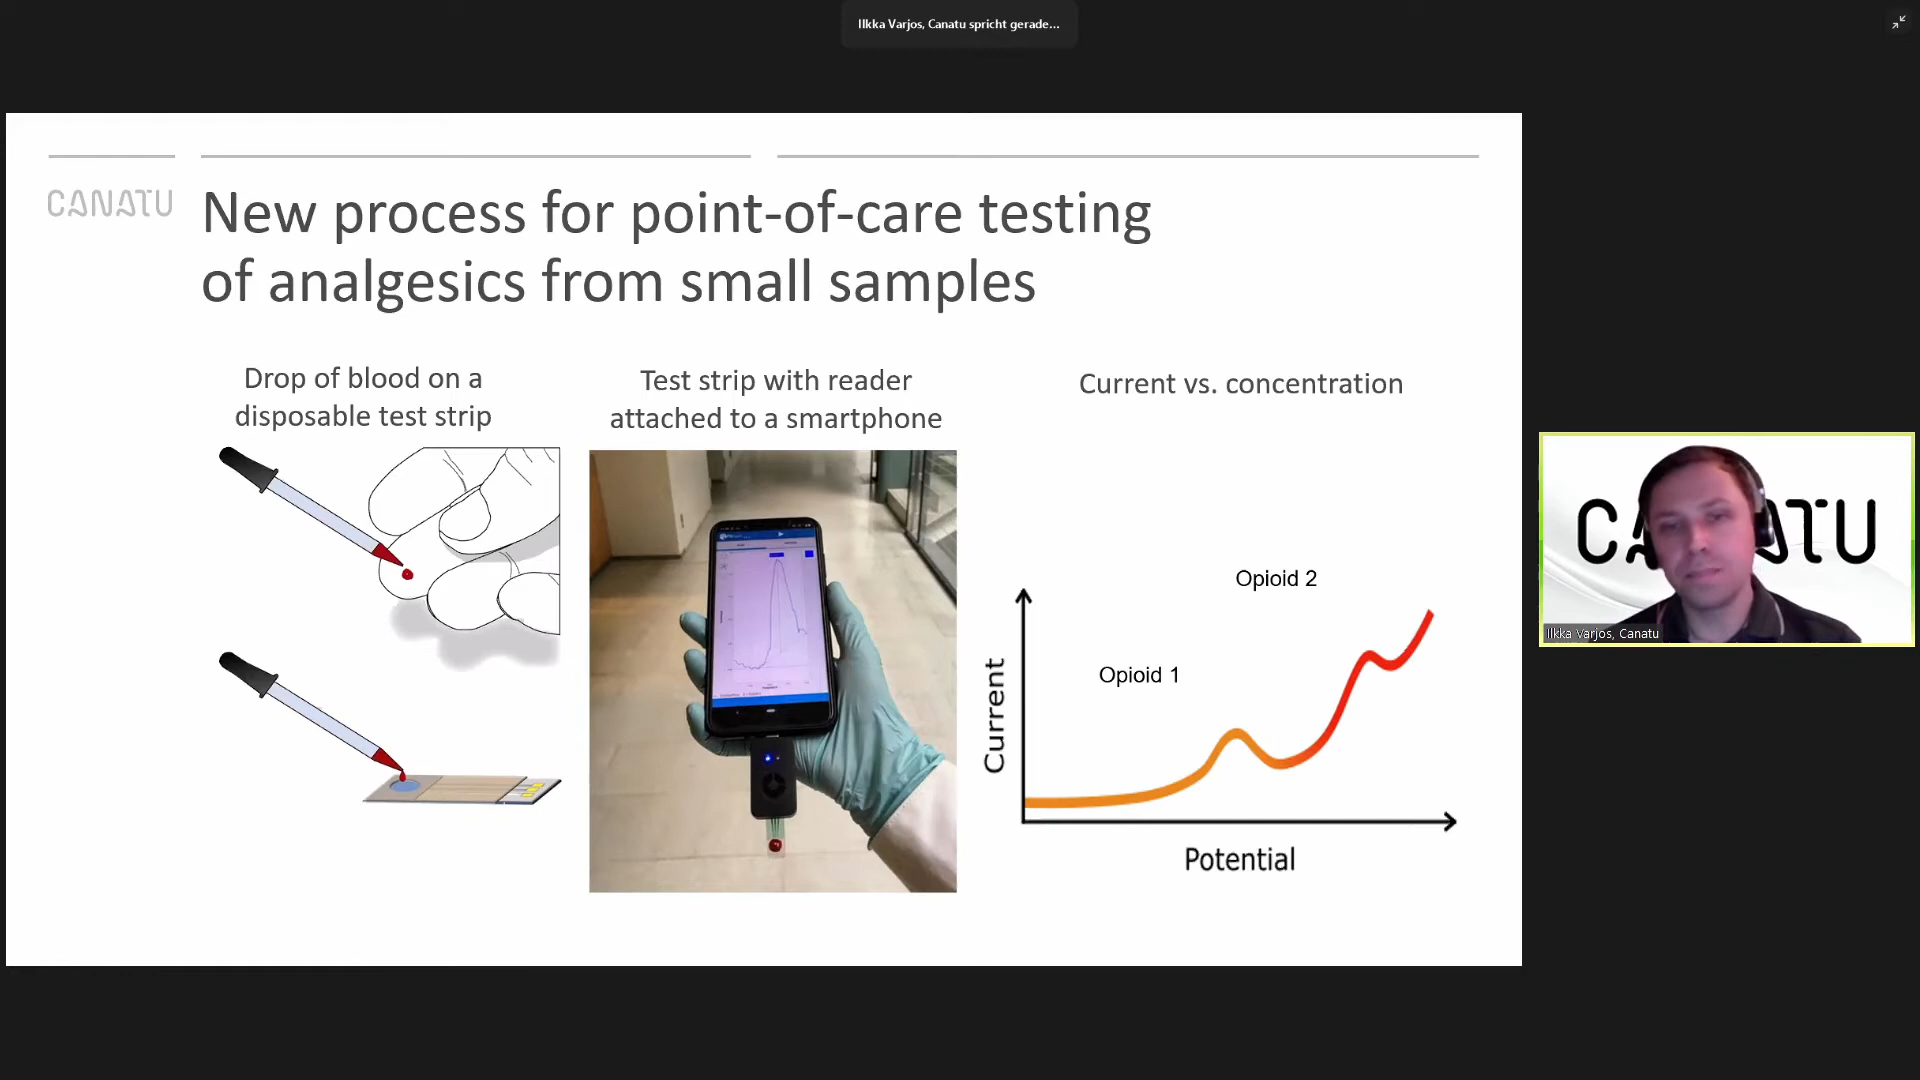 Ilkka Varjos, Canatu spricht gerade...
CANATU
New process for point-of-care testing
of analgesics from small samples
Drop of blood on a
disposable test strip
Test strip with reader
attached to a smartphone
Current vs. concentration
Opioid 2
Opioid 1
Current
Potential
CANATU
Ilkka Varjos, Canatu